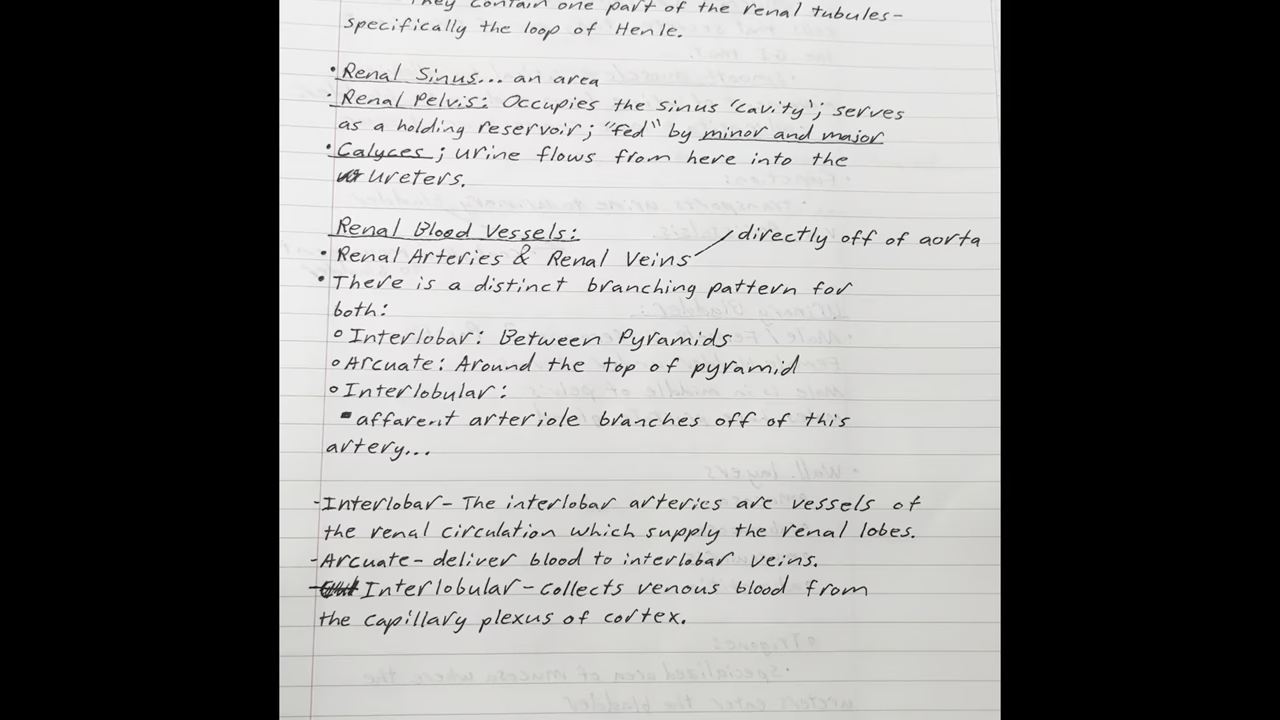 They contain one part of the renal tubules-
specifically the loop of Henle.
• Renal Sinus... an area
• Renal Pelvis: Occupies the sinus 'cavity'; serves
as a holding reservoir; "fed" by minor and major
• Calyces ; urine flows from here into the
ureters.
Renal Blood Vessels:
directly off of aorta
• Renal Arteries & Renal Veins
• There is a distinct branching pattern for
both:
o Interlobar: Between Pyramids
o Arcuate: Around the top of pyramid
o Interlobular:
▪ affarent arteriole branches off of this
artery...
-Interlobar- The interlobar arteries are vessels of
the renal circulation which supply the renal lobes.
-Arcuate- deliver blood to interlobar veins.
- Interlobular- collects venous blood from
the capillary plexus of cortex.